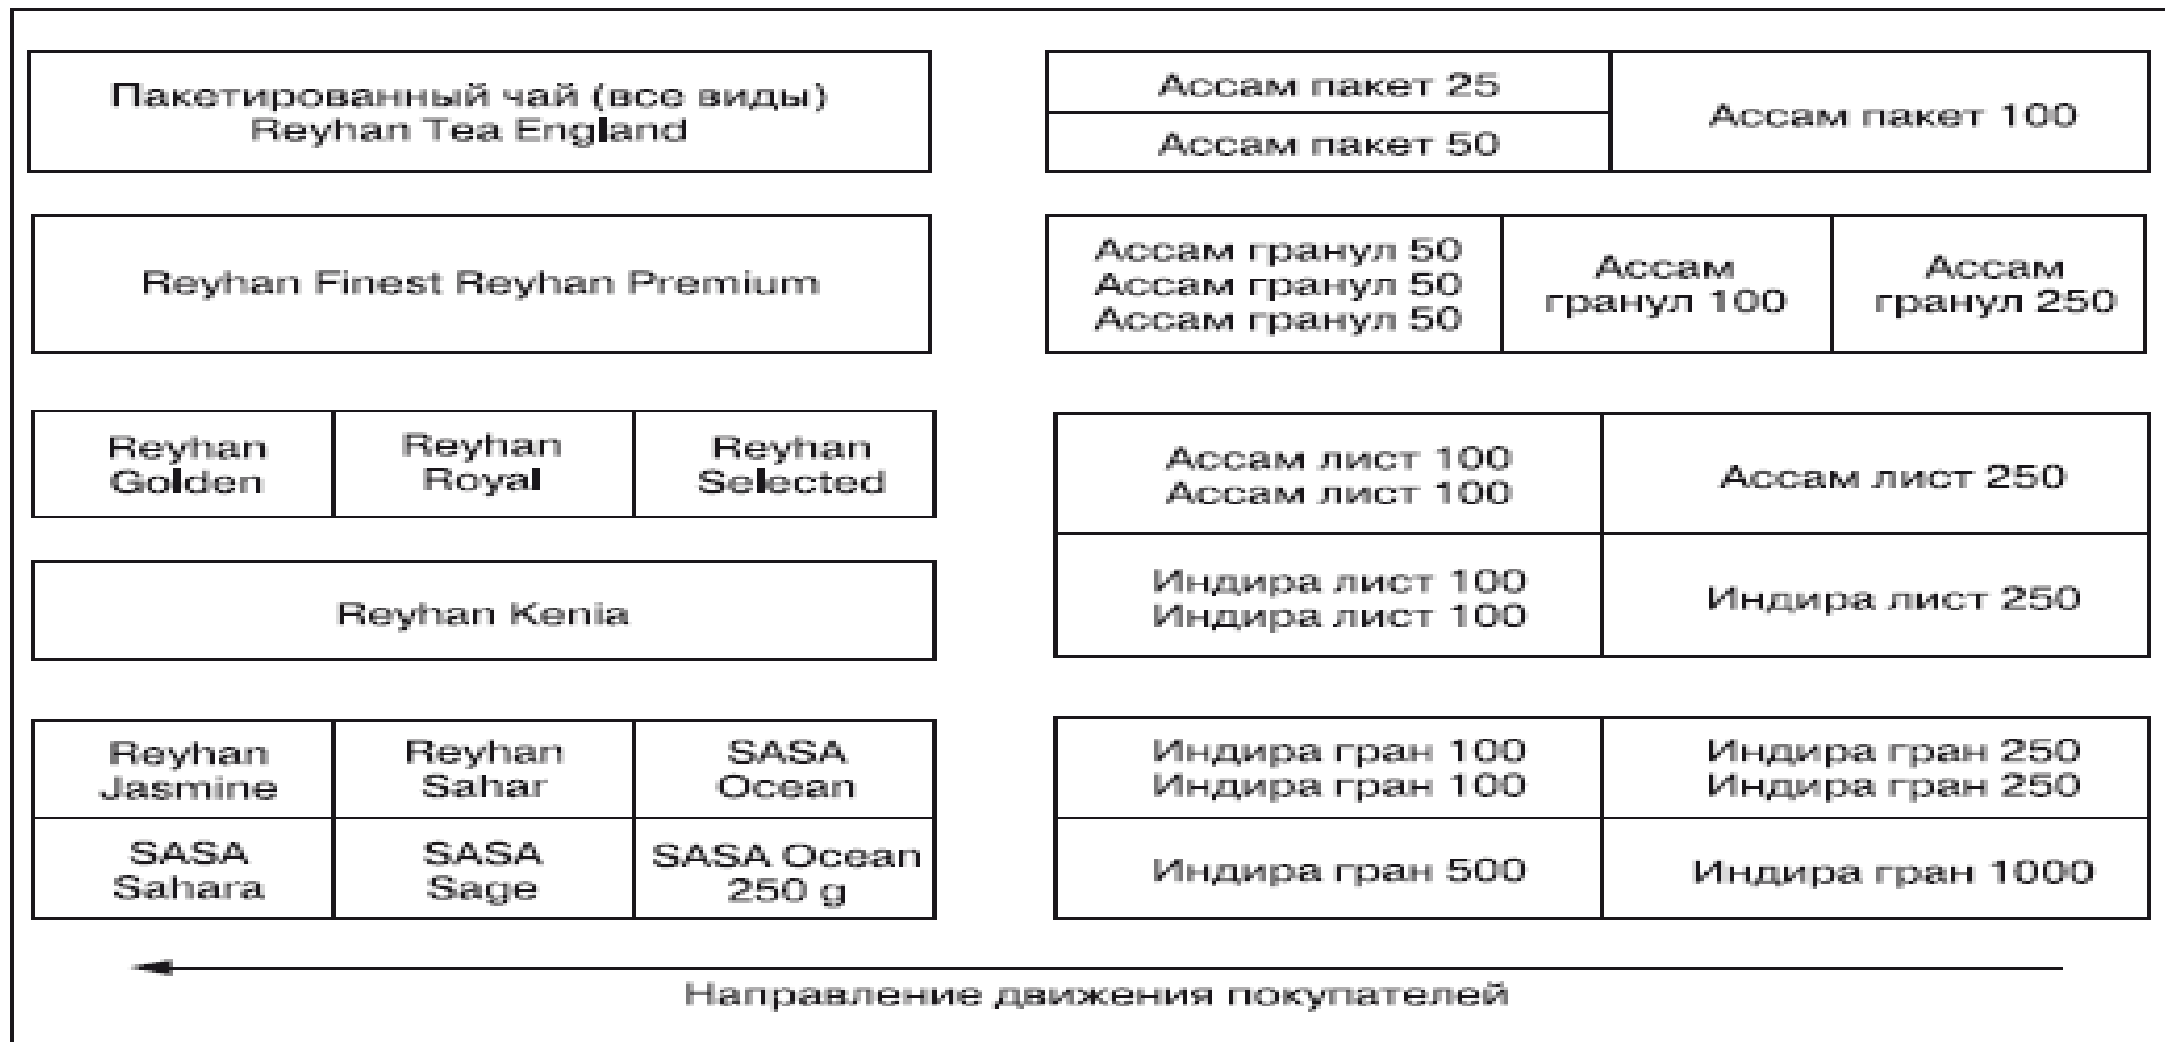 Пакетированный чай (все виды)
Reyhan Tea England
Ассам пакет 25
Ассам пакет 50
Ассам пакет 100
Reyhan Finest Reyhan Premium
Ассам гранул 50
Ассам гранул 50
Ассам гранул 50
Ассам
гранул 100
Ассам
гранул 250
Reyhan
Golden
Reyhan
Royal
Reyhan
Selected
Ассам лист 100
Ассам лист 100
Ассам лист 250
Reyhan Kenia
Индира лист 100
Индира лист 100
Индира лист 250
Reyhan
Jasmine
Reyhan
Sahar
SASA
Ocean
Индира гран 100
Индира гран 100
Индира гран 250
Индира гран 250
SASA
Sahara
SASA
Sage
SASA Ocean
250 g
Индира гран 500
Индира гран 1000
Направление движения покупателей